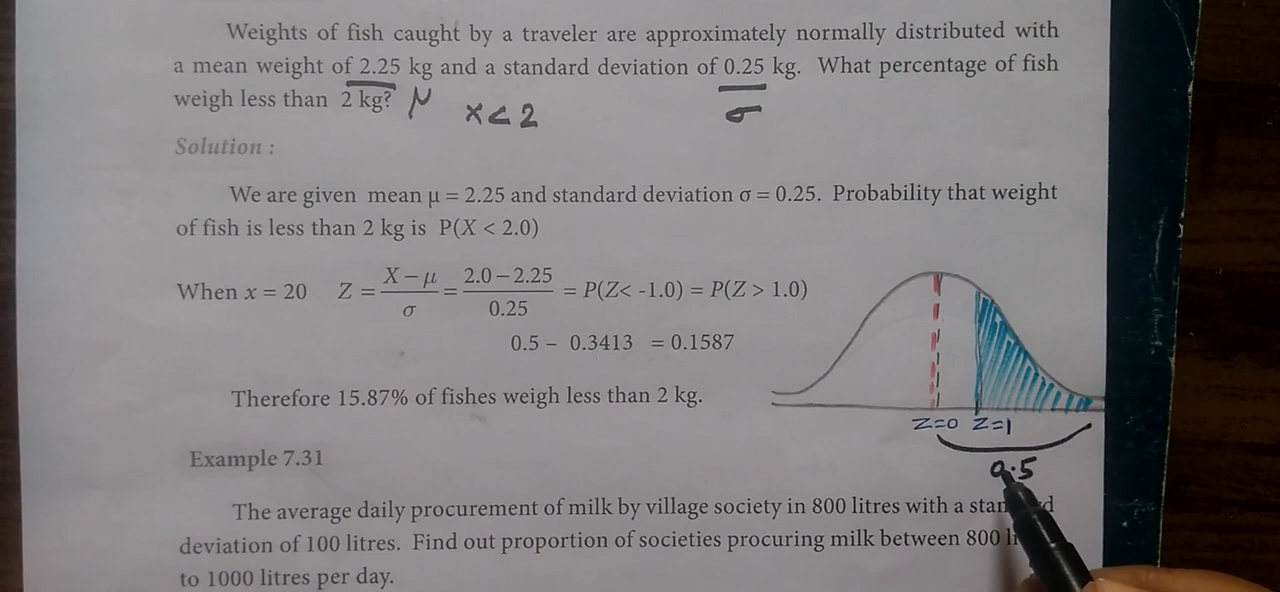 Weights of fish caught by a traveler are approximately normally distributed with
a mean weight of 2.25 kg and a standard deviation of 0.25 kg. What percentage of fish
weigh less than 2 kg? μ x<2 σ
Solution :
We are given mean μ = 2.25 and standard deviation σ = 0.25. Probability that weight
of fish is less than 2 kg is P(X < 2.0)
When x = 20 Z = X – μ / σ = 2.0 – 2.25 / 0.25 = P(Z< -1.0) = P(Z > 1.0)
0.5 – 0.3413 = 0.1587
Therefore 15.87% of fishes weigh less than 2 kg.
Z=0 Z=1
0.5
Example 7.31
The average daily procurement of milk by village society in 800 litres with a
deviation of 100 litres. Find out proportion of societies procuring milk between 800
to 1000 litres per day.